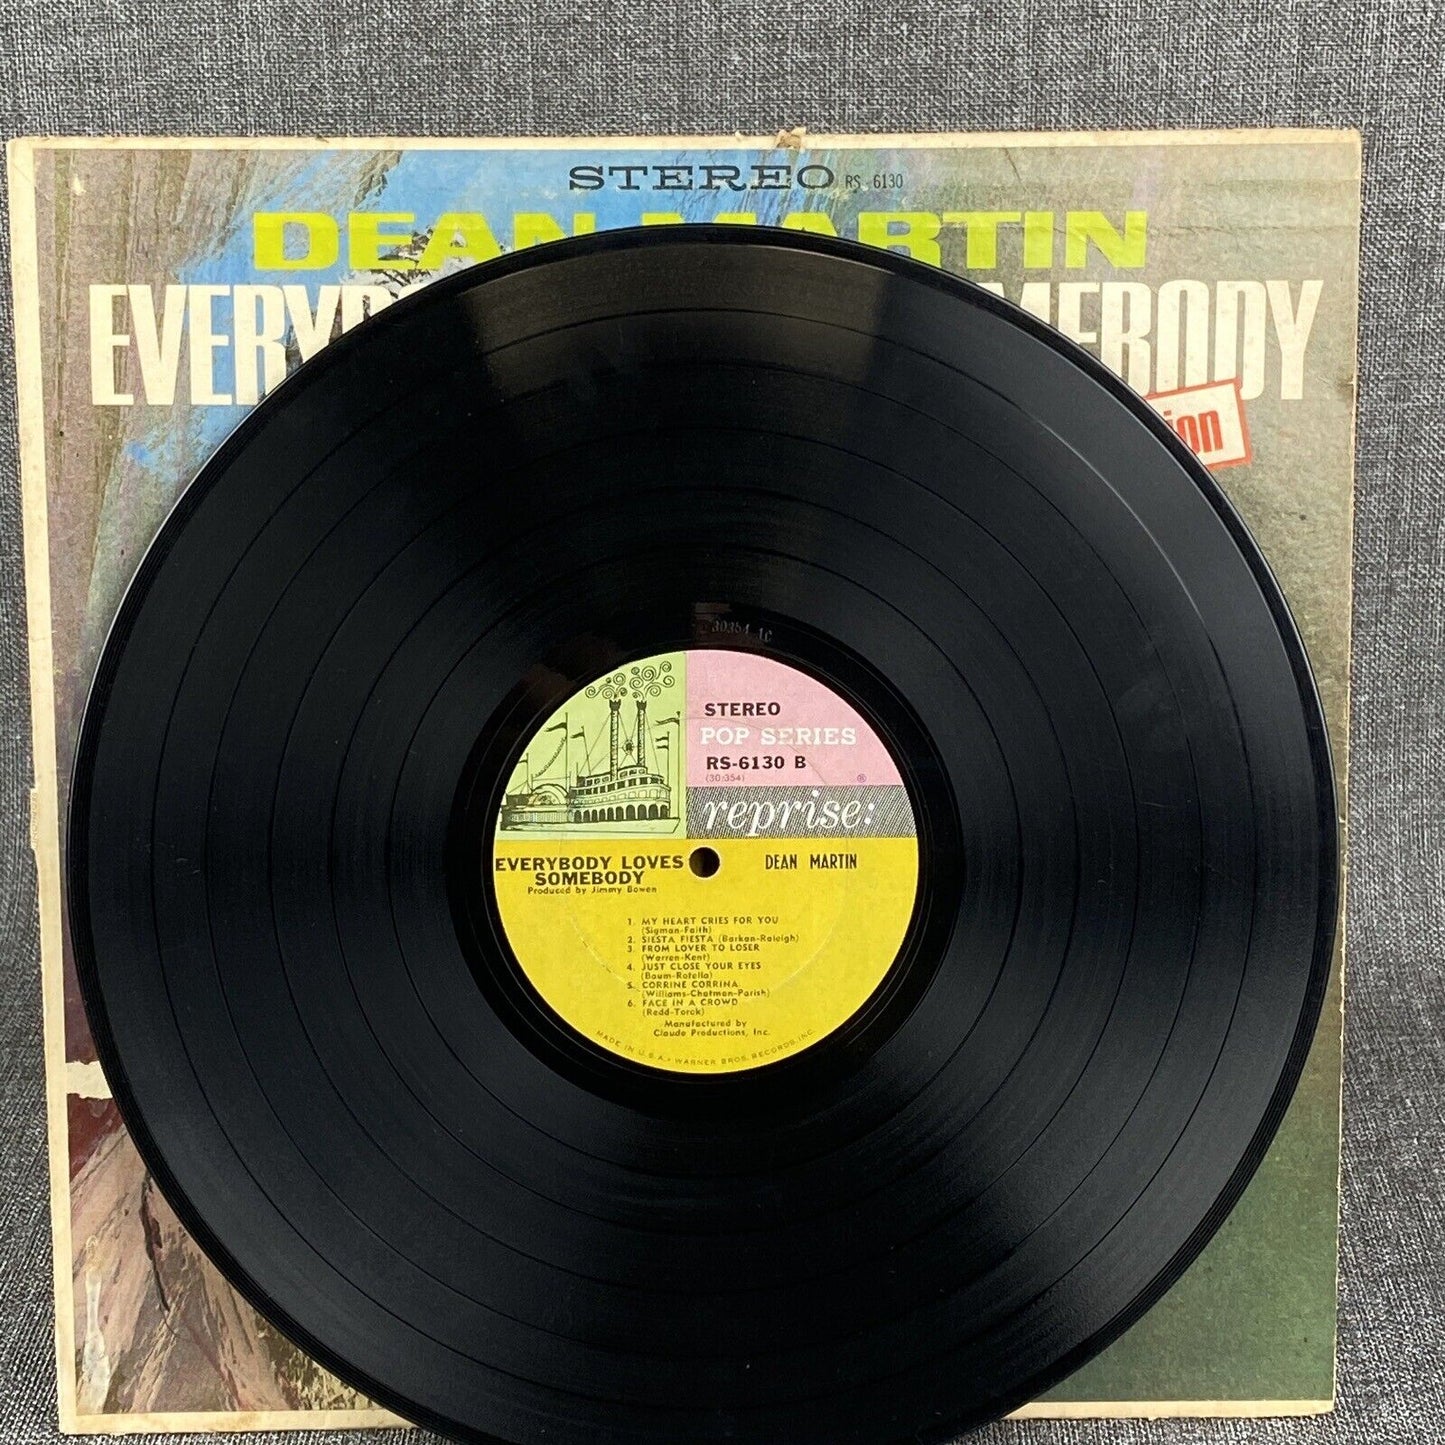 STEREO RS 6130
DEAN MARTIN
30354 1C
STEREO
POP SERIES
RS-6130 B
(30,354)
®
reprise:
EVERYBODY LOVES
SOMEBODY
Produced by Jimmy Bowen
DEAN MARTIN
1. MY HEART CRIES FOR YOU
(Sigman-Faith)
2. SIESTA FIESTA (Barkan-Raleigh)
3. FROM LOVER TO LOSER
(Warren-Kent)
4. JUST CLOSE YOUR EYES
(Baum-Rotella)
5. CORRINE CORRINA
(Williams-Chatman-Parish)
6. FACE IN A CROWD
(Redd-Torok)
Manufactured by
Claude Productions, Inc.
MADE IN U.S.A. • WARNER BROS. RECORDS, INC.